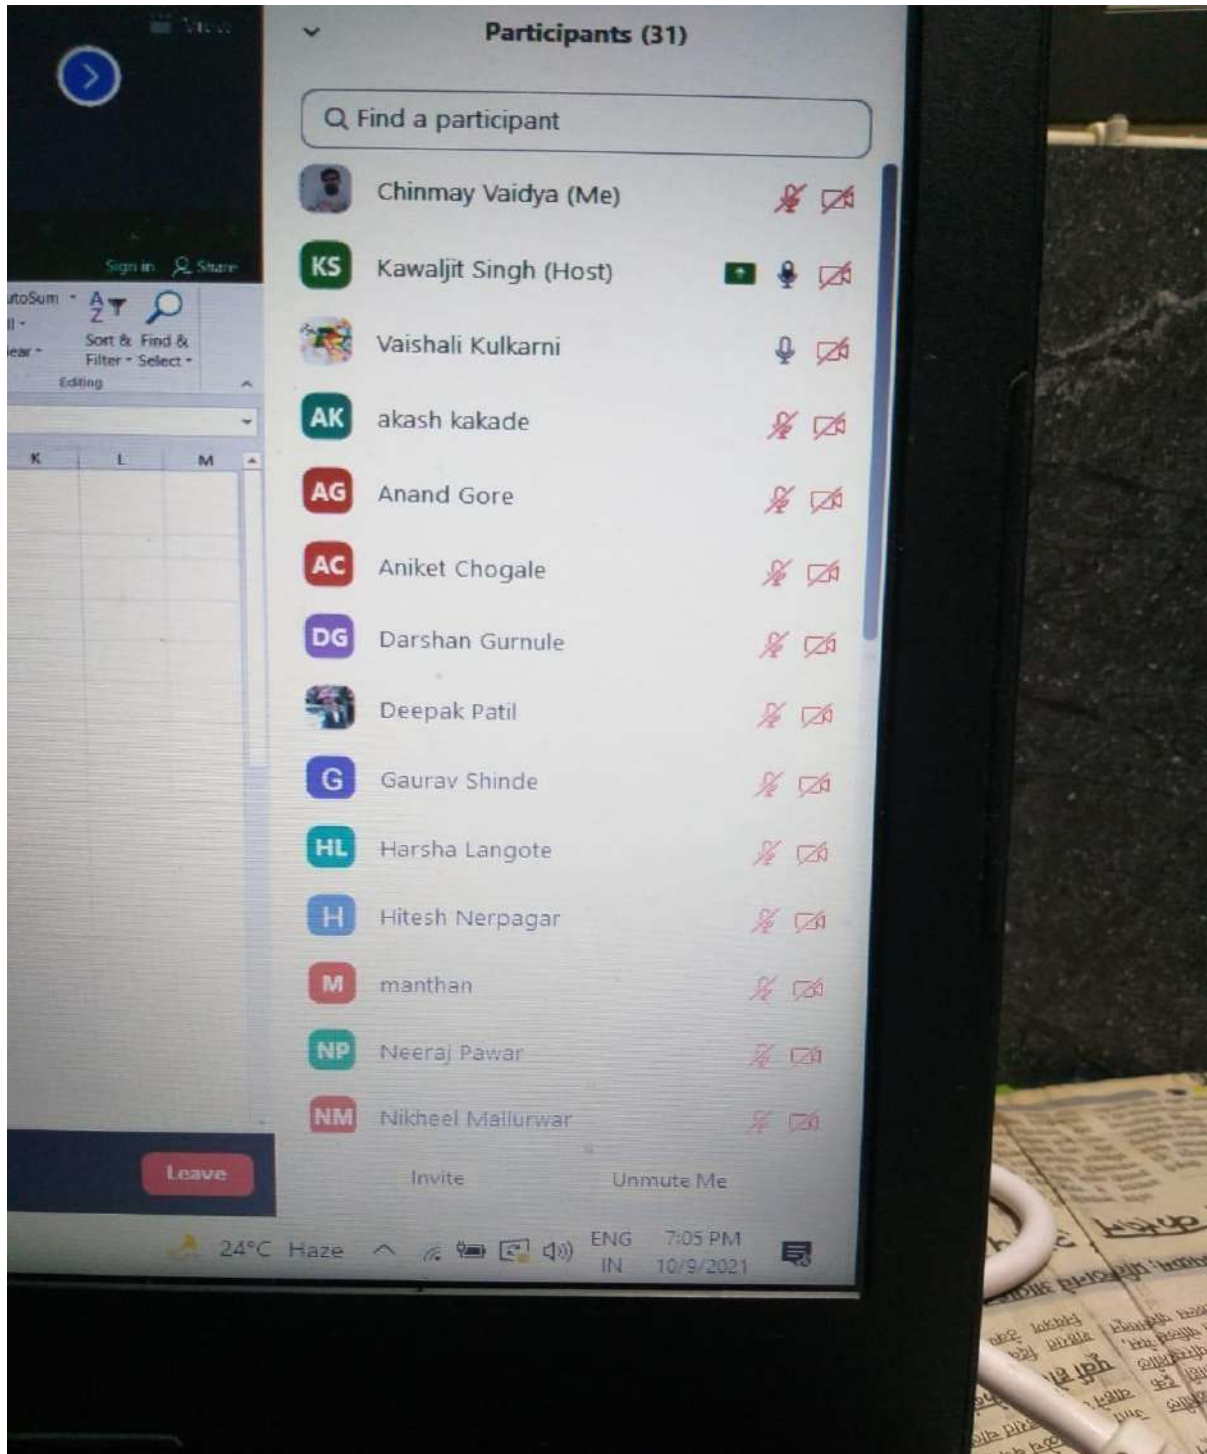 View
Participants (31)
Find a participant
Chinmay Vaidya (Me)
KS Kawaljit Singh (Host)
Vaishali Kulkarni
AK akash kakade
AG Anand Gore
AC Aniket Chogale
DG Darshan Gurnule
Deepak Patil
G Gaurav Shinde
HL Harsha Langote
H Hitesh Nerpagar
M manthan
NP Neeraj Pawar
NM Nikheel Mallurwar
Invite Unmute Me
Sign in Share
utoSum
Sort & Find &
Filter Select
Editing
K L M
Leave
24°C Haze
ENG 7:05 PM
IN 10/9/2021